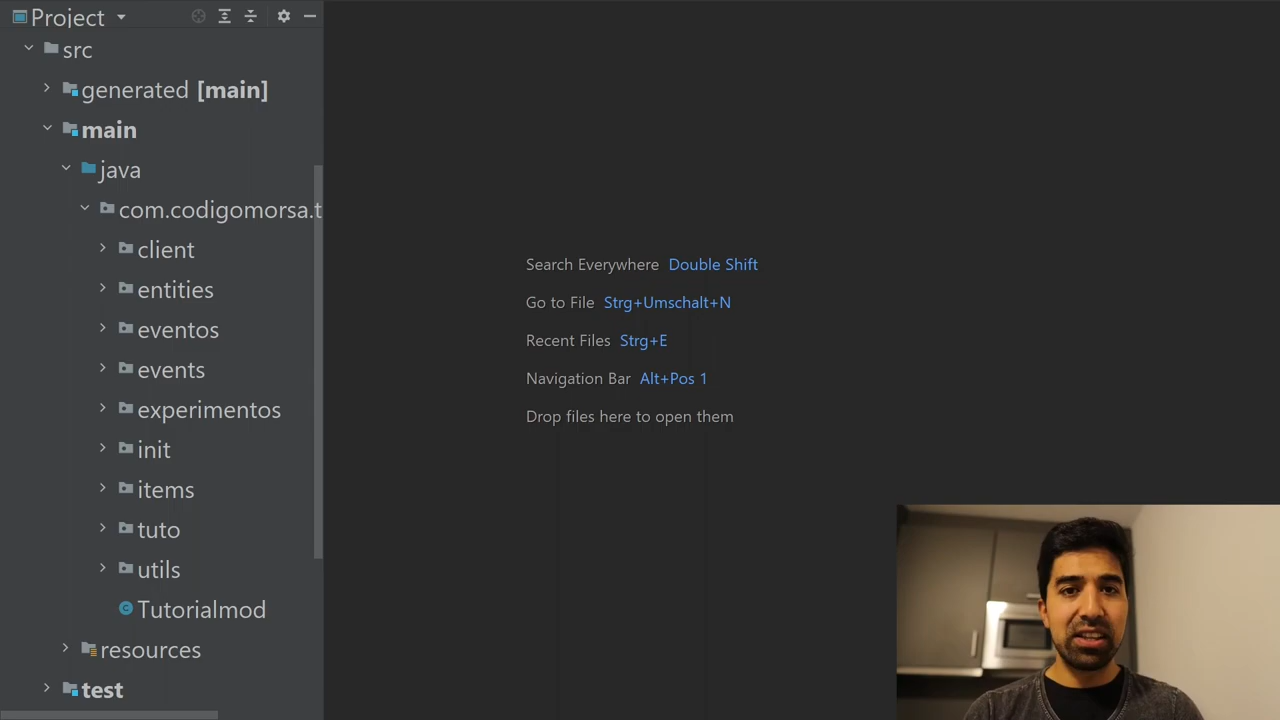 Project
src
generated [main]
main
java
com.codigomorsa.t
client
entities
eventos
events
experimentos
init
items
tuto
utils
Tutorialmod
resources
test
Search Everywhere Double Shift
Go to File Strg+Umschalt+N
Recent Files Strg+E
Navigation Bar Alt+Pos 1
Drop files here to open them